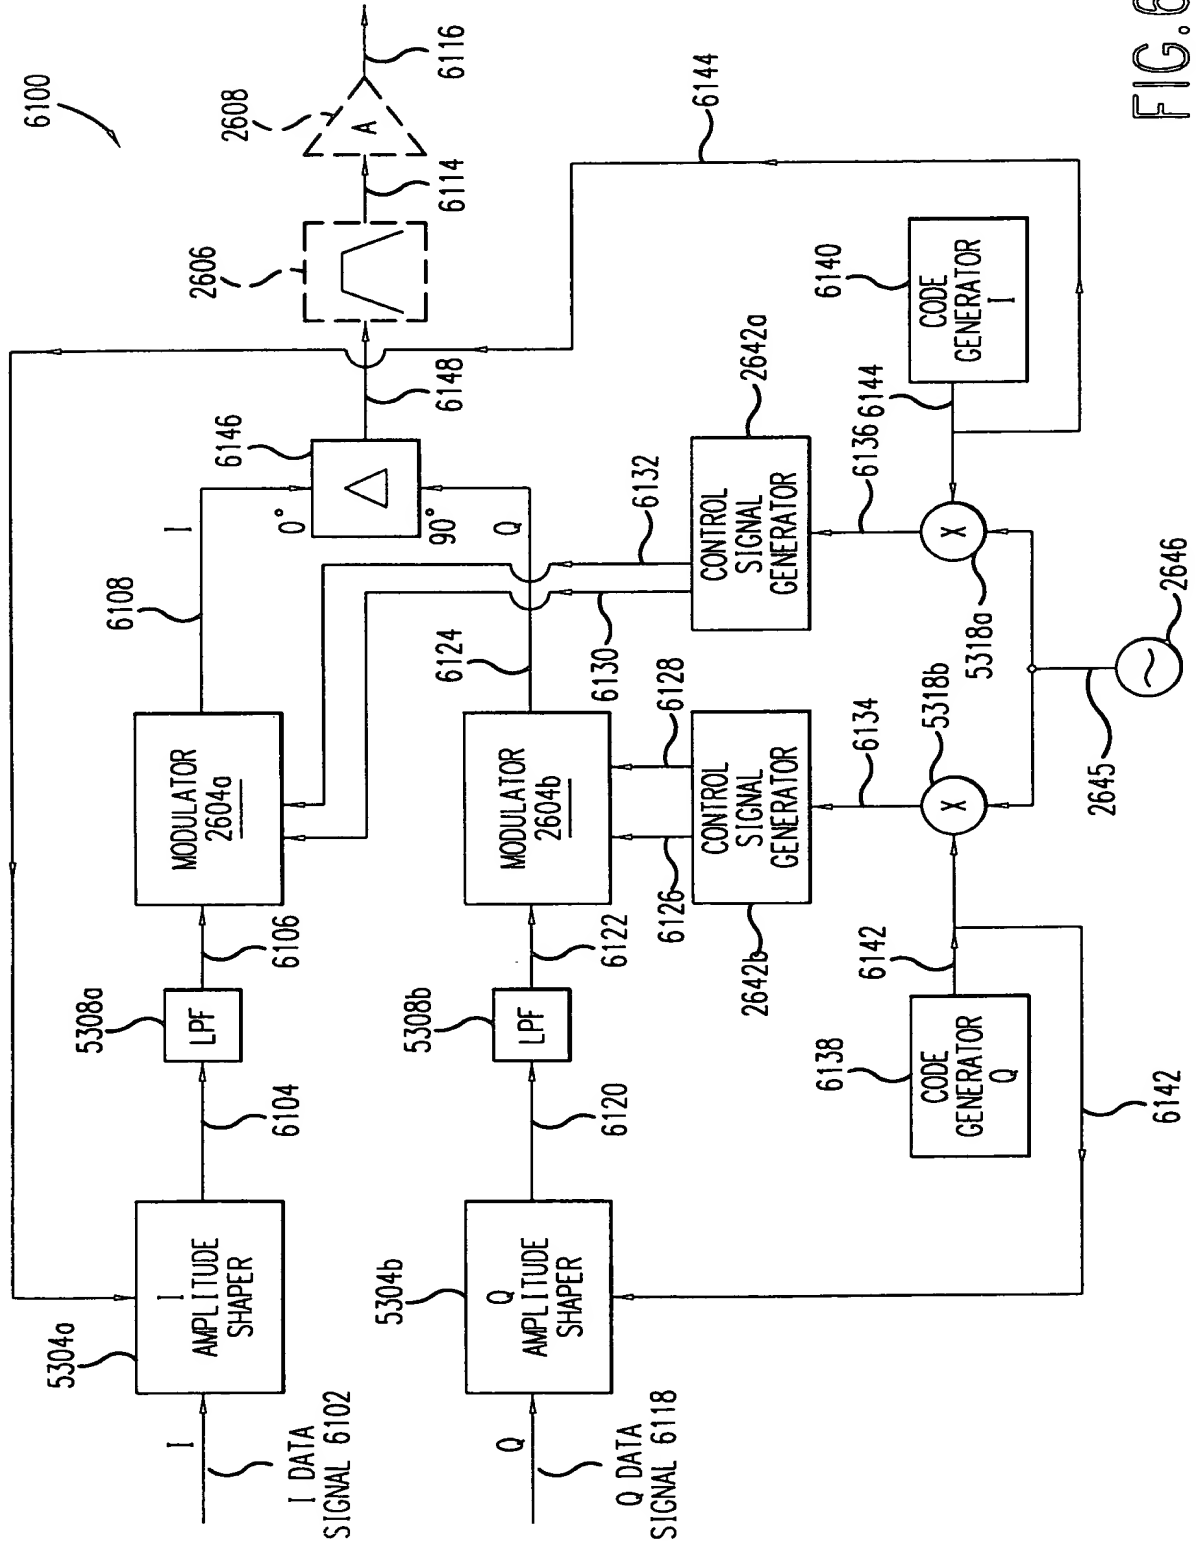 6100
I
6108
0°
6146
6148
2606
6114
2608
A
6116
5304a
I
AMPLITUDE
SHAPER
I
I DATA
SIGNAL 6102
6104
5308a
LPF
6106
MODULATOR
2604a
5304b
Q
AMPLITUDE
SHAPER
Q
Q DATA
SIGNAL 6118
6120
5308b
LPF
6122
MODULATOR
2604b
6124
Q
90°
6126
6128
6130
6132
2642b
CONTROL
SIGNAL
GENERATOR
CONTROL
SIGNAL
GENERATOR
2642a
6144
6134
6136
6144
6138
CODE
GENERATOR
Q
6142
X
5318b
X
5318a
6140
CODE
GENERATOR
I
6142
2645
2646
FIG.6